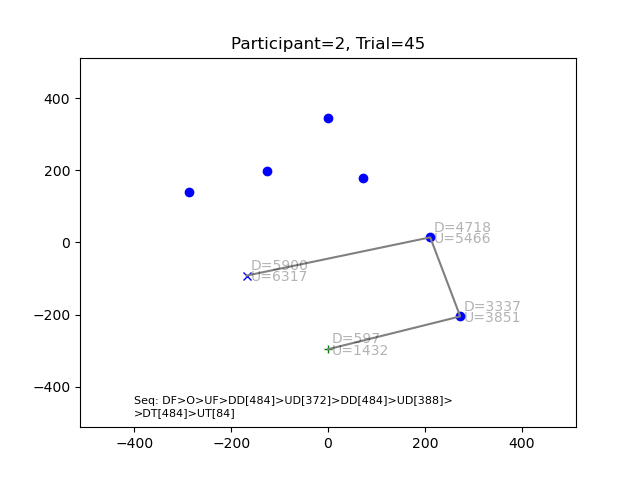 Participant=2, Trial=45
400
200
0
−200
−400
D=4718
U=5466
D=5900
U=6317
D=3337
U=3851
D=597
U=1432
Seq: DF>O>UF>DD[484]>UD[372]>DD[484]>UD[388]>
>DT[484]>UT[84]
−400 −200 0 200 400